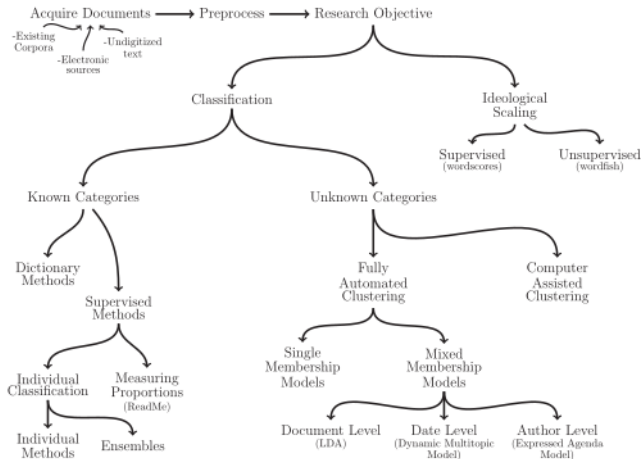 Acquire Documents Preprocess Research Objective
-Existing
Corpora
-Electronic
sources
-Undigitized
text
Classification
Ideological
Scaling
Supervised
(wordscores)
Unsupervised
(wordfish)
Known Categories
Unknown Categories
Dictionary
Methods
Supervised
Methods
Fully
Automated Clustering
Computer
Assisted Clustering
Individual
Classification
Measuring
Proportions
(ReadMe)
Single
Membership
Models
Mixed
Membership
Models
Individual
Methods
Ensembles
Document Level
(LDA)
Date Level
(Dynamic Multitopic
Model)
Author Level
(Expressed Agenda
Model)